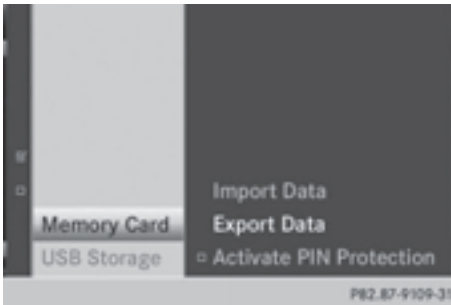 Import Data
Memory Card Export Data
USB Storage Activate PIN Protection
P82.87-9109-31